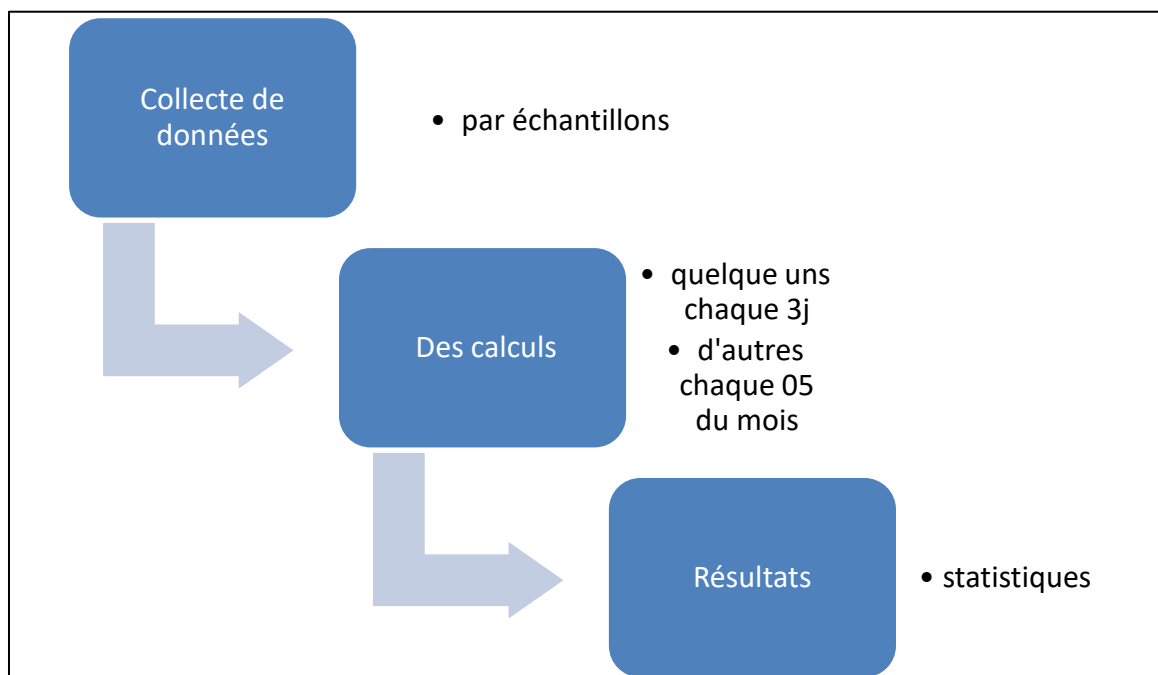 Collecte de
données
• par échantillons
Des calculs
• quelque uns
chaque 3j
• d'autres
chaque 05
du mois
Résultats
• statistiques